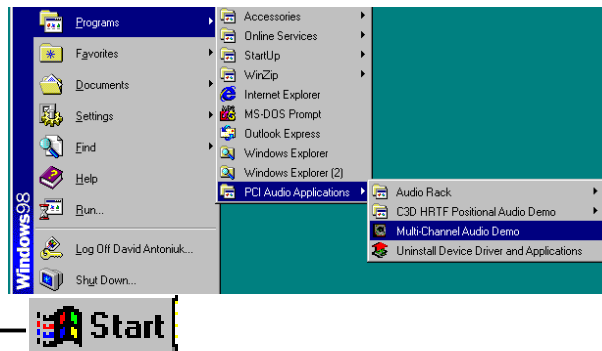 Programs
Favorites
Documents
Settings
Find
Help
Run...
Log Off David Antoniuk...
Shut Down...
Windows98
Accessories
Online Services
StartUp
WinZip
Internet Explorer
MS-DOS Prompt
Outlook Express
Windows Explorer
Windows Explorer (2)
PCI Audio Applications
Audio Rack
C3D HRTF Positional Audio Demo
Multi-Channel Audio Demo
Uninstall Device Driver and Applications
Start